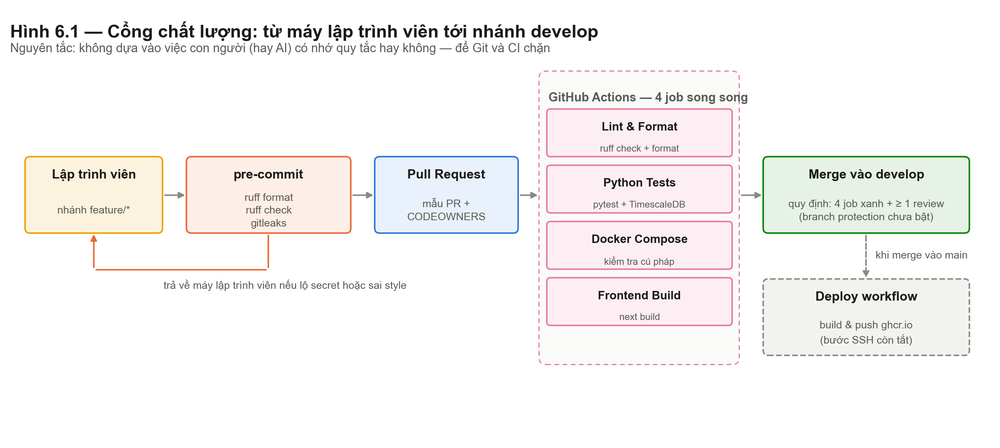 Hình 6.1 — Cổng chất lượng: từ máy lập trình viên tới nhánh develop
Nguyên tắc: không dựa vào việc con người (hay AI) có nhớ quy tắc hay không — để Git và CI chặn
Lập trình viên
nhánh feature/*
pre-commit
ruff format
ruff check
gitleaks
trả về máy lập trình viên nếu lộ secret hoặc sai style
Pull Request
mẫu PR +
CODEOWNERS
GitHub Actions — 4 job song song
Lint & Format
ruff check + format
Python Tests
pytest + TimescaleDB
Docker Compose
kiểm tra cú pháp
Frontend Build
next build
Merge vào develop
quy định: 4 job xanh + ≥ 1 review
(branch protection chưa bật)
khi merge vào main
Deploy workflow
build & push ghcr.io
(bước SSH còn tắt)